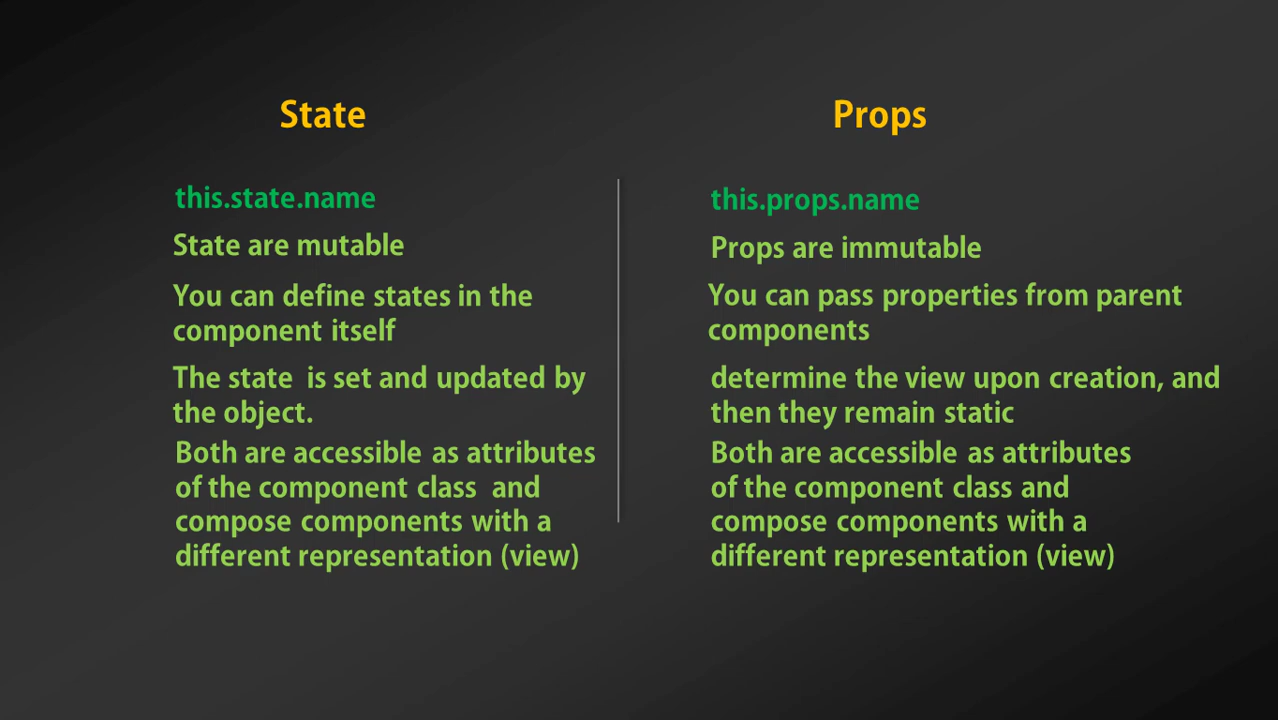 State
this.state.name
State are mutable
You can define states in the
component itself
The state is set and updated by
the object.
Both are accessible as attributes
of the component class and
compose components with a
different representation (view)
Props
this.props.name
Props are immutable
You can pass properties from parent
components
determine the view upon creation, and
then they remain static
Both are accessible as attributes
of the component class and
compose components with a
different representation (view)